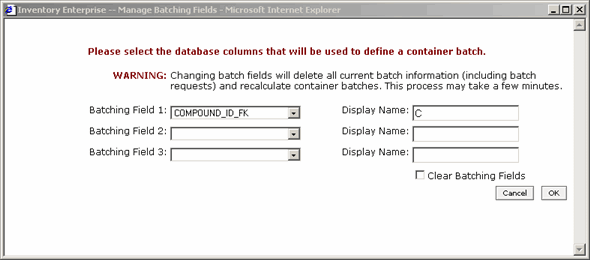 Inventory Enterprise -- Manage Batching Fields - Microsoft Internet Explorer
Please select the database columns that will be used to define a container batch.
WARNING: Changing batch fields will delete all current batch information (including batch
requests) and recalculate container batches. This process may take a few minutes.
Batching Field 1: COMPOUND_ID_FK Display Name: C
Batching Field 2: Display Name:
Batching Field 3: Display Name:
Clear Batching Fields
Cancel OK